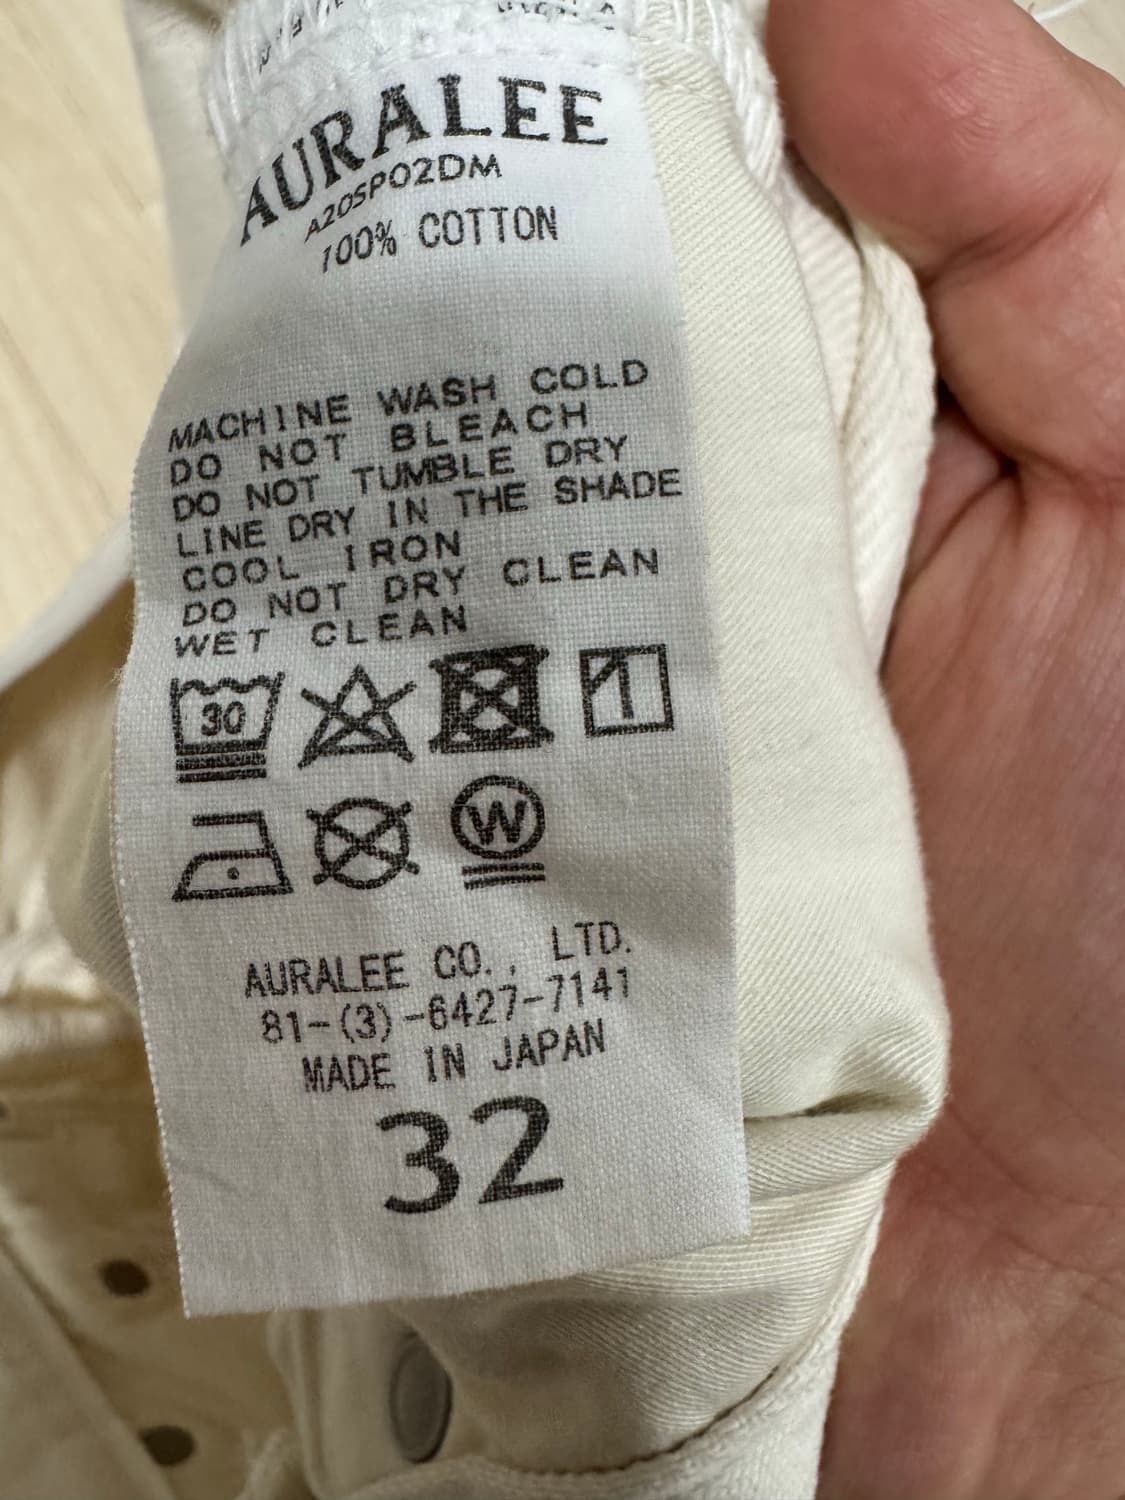 AURALEE
A20SP02DM
100% COTTON
MACHINE WASH COLD
DO NOT BLEACH
DO NOT TUMBLE DRY
LINE DRY IN THE SHADE
COOL IRON
DO NOT DRY CLEAN
WET CLEAN
30
W
AURALEE CO., LTD.
81-(3)-6427-7141
MADE IN JAPAN
32